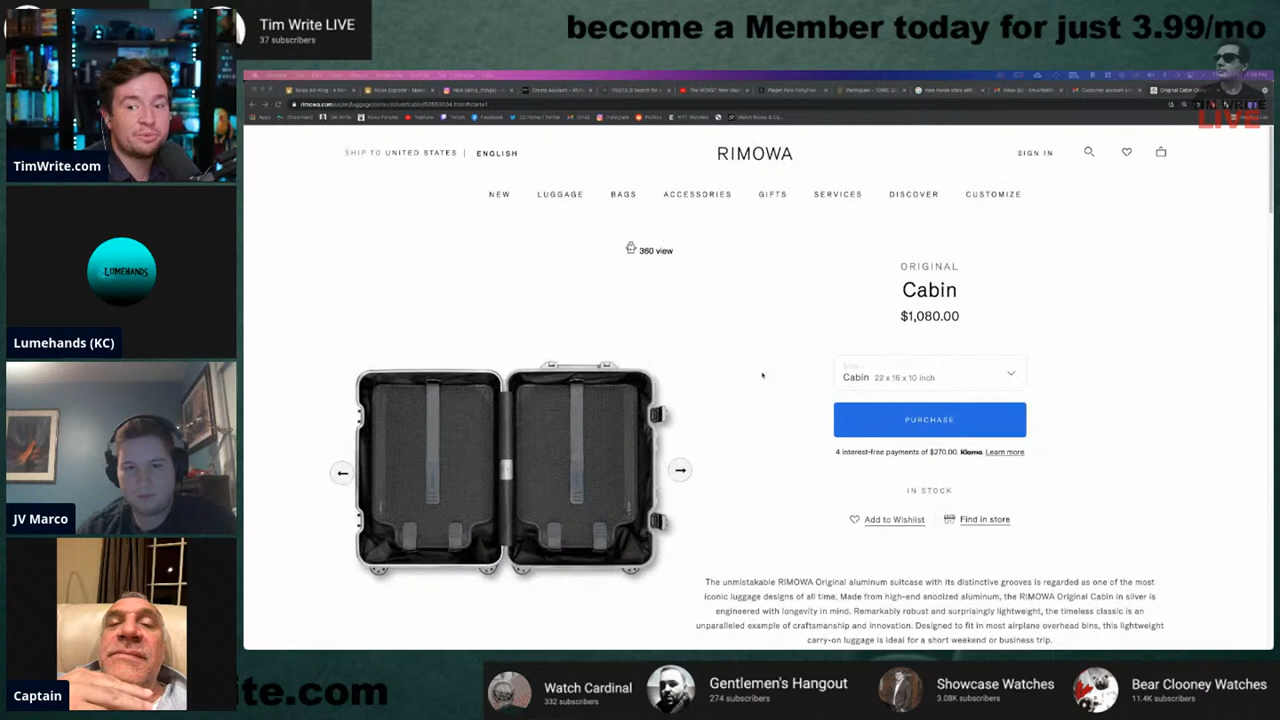 Tim Write LIVE
37 subscribers
become a Member today for just 3.99/mo
TimWrite.com
LUMEHANDS
Lumehands (KC)
JV Marco
Captain
SHIP TO UNITED STATES | ENGLISH
RIMOWA
SIGN IN
NEW LUGGAGE BAGS ACCESSORIES GIFTS SERVICES DISCOVER CUSTOMIZE
360 view
ORIGINAL
Cabin
$1,080.00
Size
Cabin 22 x 16 x 10 inch
PURCHASE
4 interest-free payments of $270.00. Klarna. Learn more
IN STOCK
Add to Wishlist
Find in store
The unmistakable RIMOWA Original aluminum suitcase with its distinctive grooves is regarded as one of the most
iconic luggage designs of all time. Made from high-end anodized aluminum, the RIMOWA Original Cabin in silver is
engineered with longevity in mind. Remarkably robust and surprisingly lightweight, the timeless classic is an
unparalleled example of craftsmanship and innovation. Designed to fit in most airplane overhead bins, this lightweight
carry-on luggage is ideal for a short weekend or business trip.
TIMWRITE
LIVE
ite.com
Watch Cardinal
332 subscribers
Gentlemen's Hangout
274 subscribers
Showcase Watches
3.08K subscribers
Bear Clooney Watches
11.4K subscribers